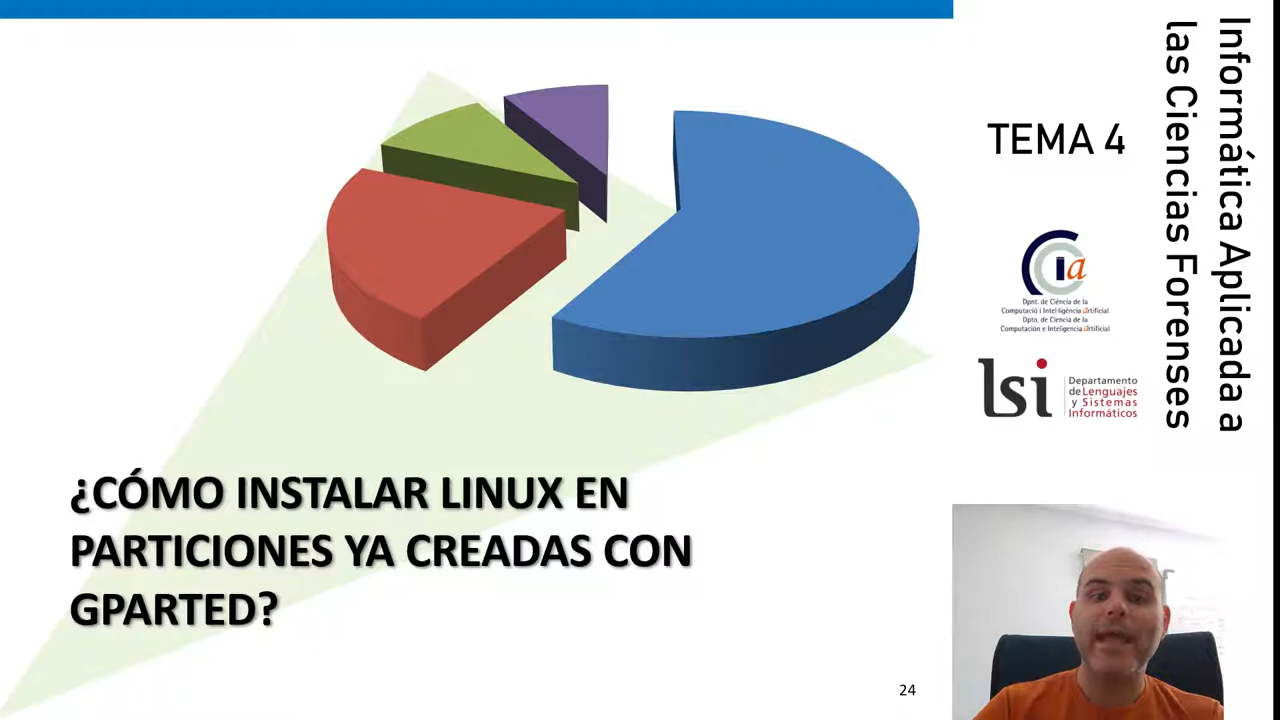 ¿CÓMO INSTALAR LINUX EN
PARTICIONES YA CREADAS CON
GPARTED?
24
TEMA 4
Dpnt. de Ciència de la
Computació i Intel·ligència artificial
Dpto. de Ciencia de la
Computación e Inteligencia artificial
lsi
Departamento
de Lenguajes
y Sistemas
Informáticos
Informática Aplicada a
las Ciencias Forenses